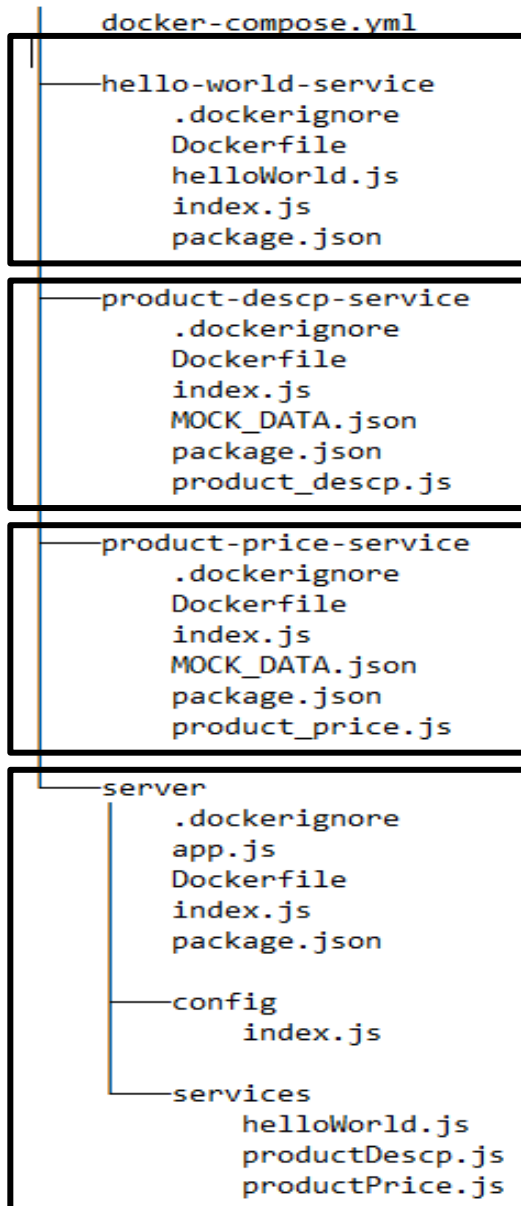 docker-compose.yml
hello-world-service
.dockerignore
Dockerfile
helloWorld.js
index.js
package.json
product-descp-service
.dockerignore
Dockerfile
index.js
MOCK_DATA.json
package.json
product_descp.js
product-price-service
.dockerignore
Dockerfile
index.js
MOCK_DATA.json
package.json
product_price.js
server
.dockerignore
app.js
Dockerfile
index.js
package.json
config
index.js
services
helloWorld.js
productDescp.js
productPrice.js